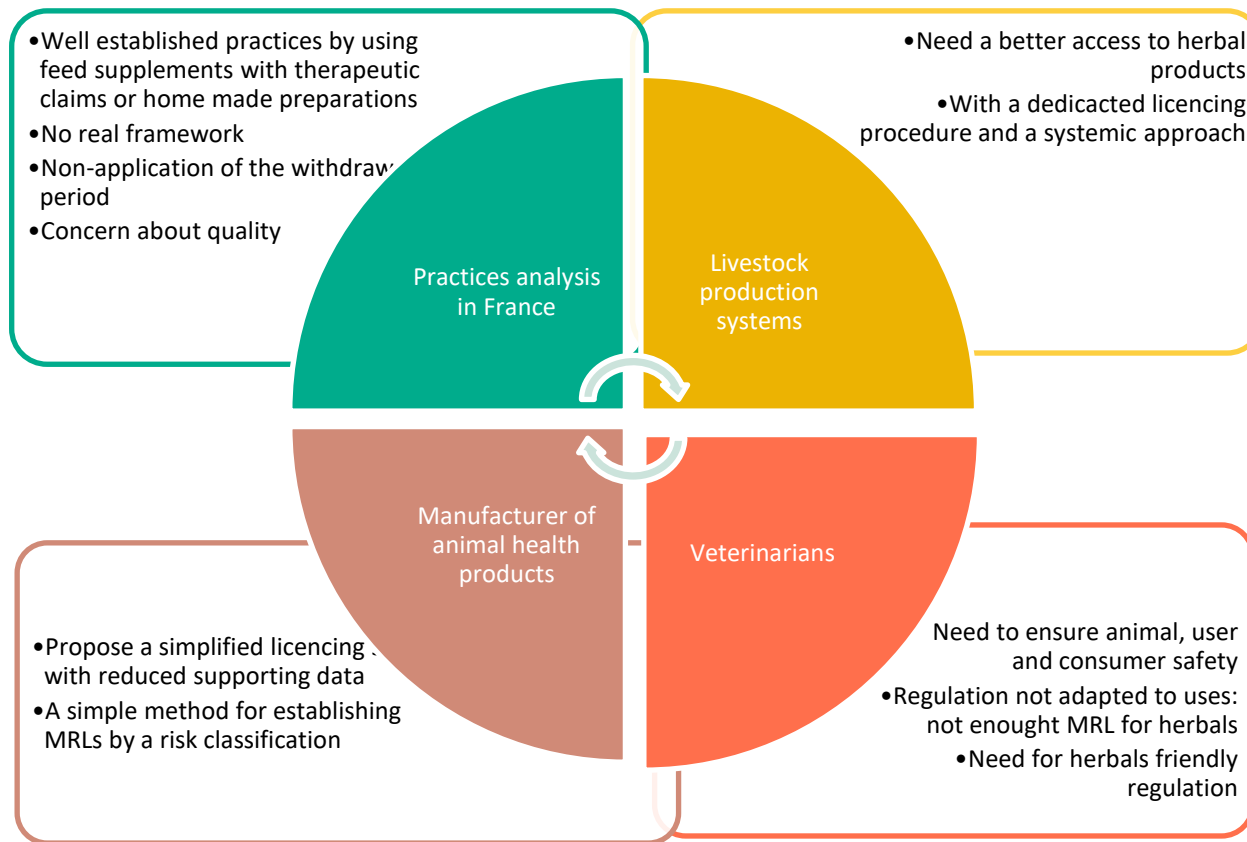 •Well established practices by using
feed supplements with therapeutic
claims or home made preparations
•No real framework
•Non-application of the withdraw
period
•Concern about quality
•Need a better access to herbal
products
•With a dedicacted licencing
procedure and a systemic approach
Practices analysis
in France
Livestock
production
systems
Manufacturer of
animal health
products
Veterinarians
•Propose a simplified licencing
with reduced supporting data
•A simple method for establishing
MRLs by a risk classification
Need to ensure animal, user
and consumer safety
•Regulation not adapted to uses:
not enought MRL for herbals
•Need for herbals friendly
regulation